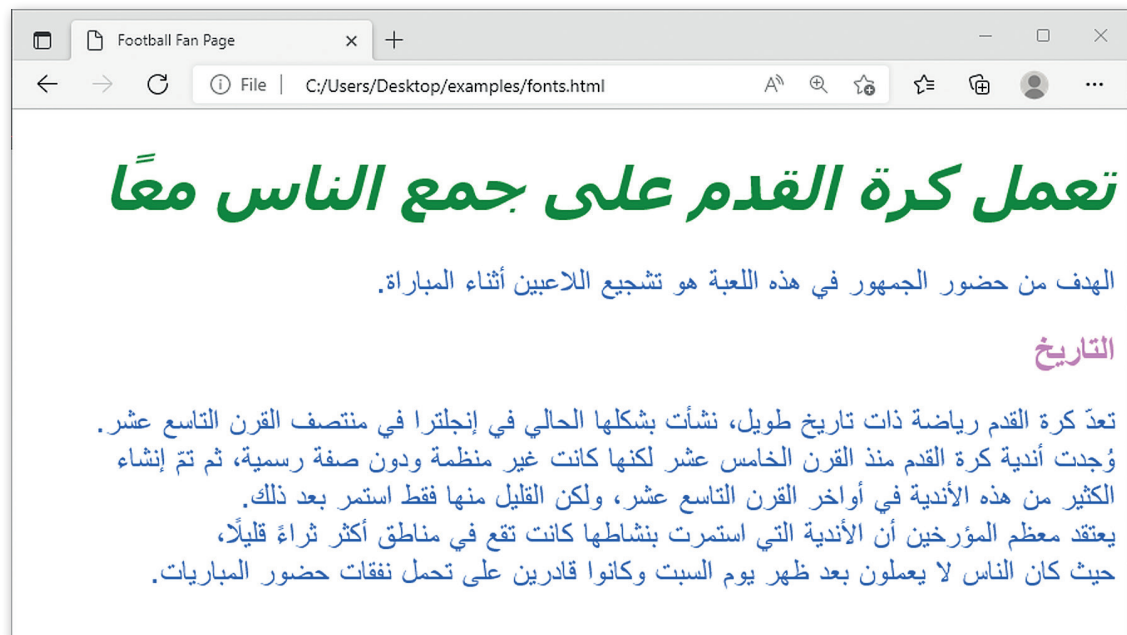 Football Fan Page
File C:/Users/Desktop/examples/fonts.html
تعمل كرة القدم على جمع الناس معًا
الهدف من حضور الجمهور في هذه اللعبة هو تشجيع اللاعبين أثناء المباراة.
التاريخ
تعدّ كرة القدم رياضة ذات تاريخ طويل، نشأت بشكلها الحالي في إنجلترا في منتصف القرن التاسع عشر.
وُجدت أندية كرة القدم منذ القرن الخامس عشر لكنها كانت غير منظمة ودون صفة رسمية، ثم تمّ إنشاء
الكثير من هذه الأندية في أواخر القرن التاسع عشر، ولكن القليل منها فقط استمر بعد ذلك.
يعتقد معظم المؤرخين أن الأندية التي استمرت بنشاطها كانت تقع في مناطق أكثر ثراءً قليلًا،
حيث كان الناس لا يعملون بعد ظهر يوم السبت وكانوا قادرين على تحمل نفقات حضور المباريات.